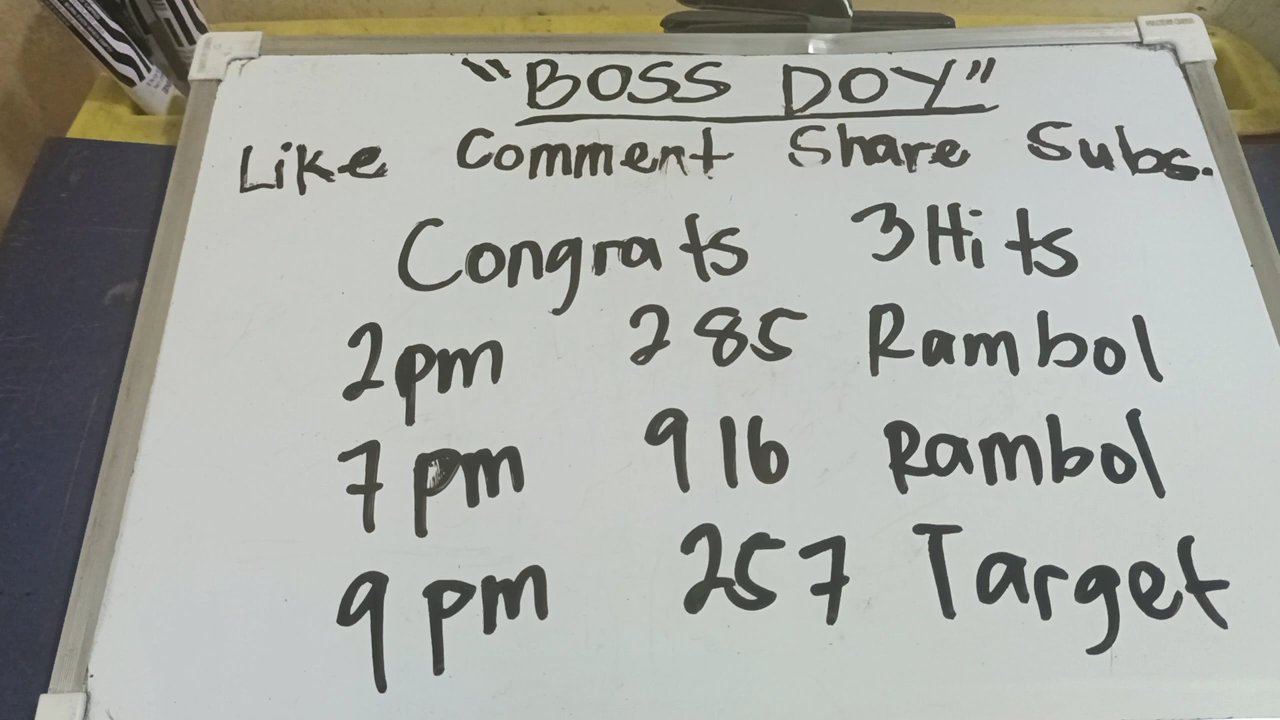 "BOSS DOY"
Like Comment Share Subs.
Congrats 3Hits
2pm 285 Rambol
7pm 916 Rambol
9pm 257 Target